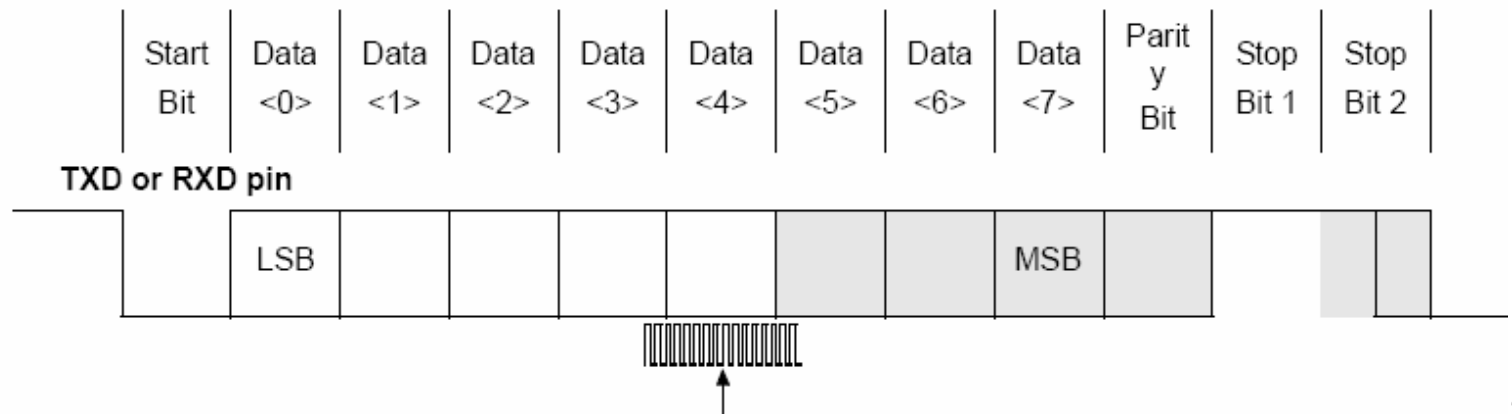 Start Data Data Data Data Data Data Data Data Parity Stop Stop
Bit <0> <1> <2> <3> <4> <5> <6> <7> Bit Bit 1 Bit 2
TXD or RXD pin
LSB MSB